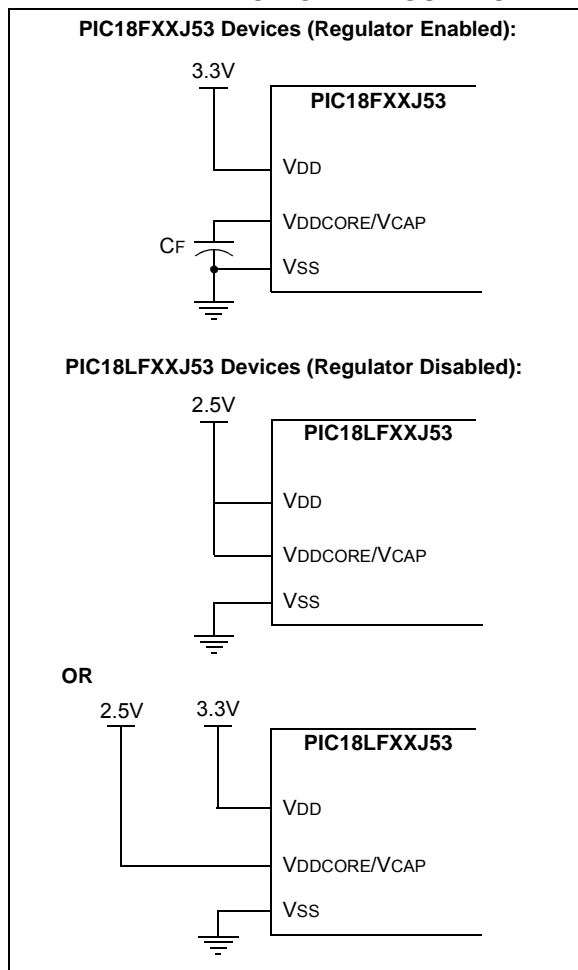 PIC18FXXJ53 Devices (Regulator Enabled):
3.3V
PIC18FXXJ53
VDD
VDDCORE/VCAP
CF
VSS
PIC18LFXXJ53 Devices (Regulator Disabled):
2.5V
PIC18LFXXJ53
VDD
VDDCORE/VCAP
VSS
OR
2.5V 3.3V
PIC18LFXXJ53
VDD
VDDCORE/VCAP
VSS